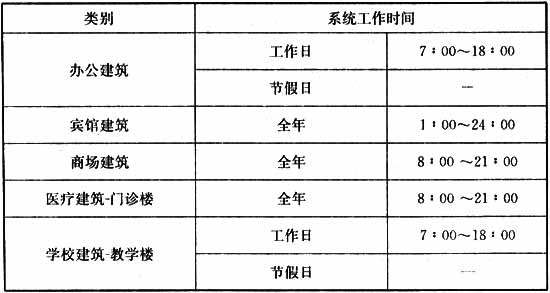 类别 系统工作时间
办公建筑 工作日 7：00～18：00
节假日 —
宾馆建筑 全年 1：00～24：00
商场建筑 全年 8：00～21：00
医疗建筑-门诊楼 全年 8：00～21：00
学校建筑-教学楼 工作日 7：00～18：00
节假日 —